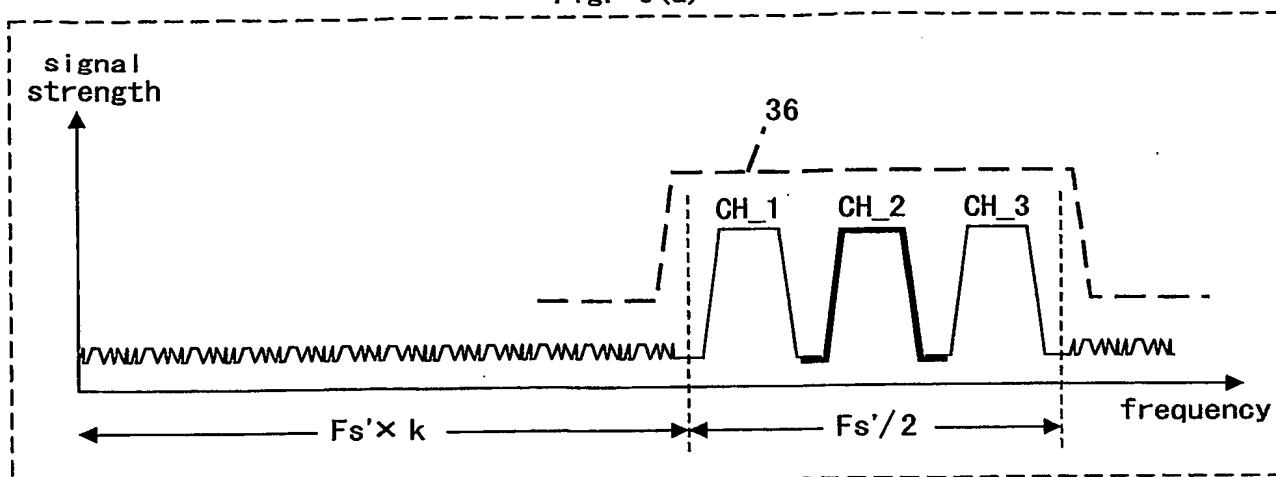 signal
strength
36
CH_1 CH_2 CH_3
frequency
Fs'× k
Fs'/2